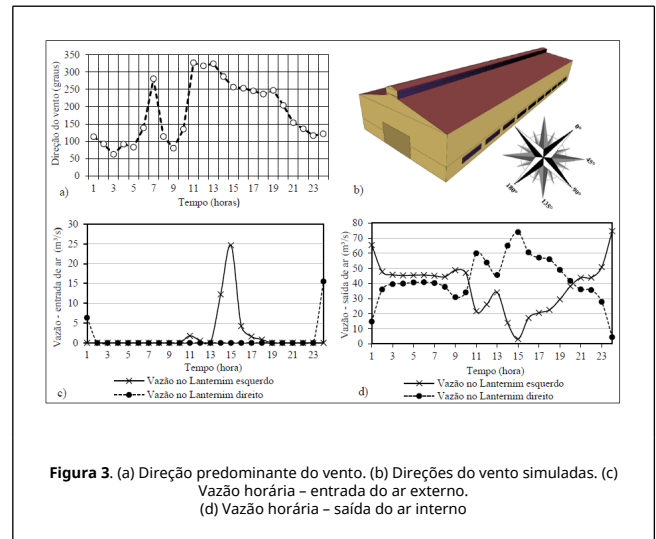 350
300
250
200
150
100
50
0
Direção do vento (graus)
1 3 5 7 9 11 13 15 17 19 21 23
Tempo (horas)
a)
0º
45º
90º
135º
180º
b)
30
25
20
15
10
5
0
Vazão - entrada de ar (m³/s)
1 3 5 7 9 11 13 15 17 19 21 23
Tempo (hora)
Vazão no Lanternim esquerdo
Vazão no Lanternim direito
c)
80
70
60
50
40
30
20
10
0
Vazão - saída de ar (m³/s)
1 3 5 7 9 11 13 15 17 19 21 23
Tempo (hora)
Vazão no Lanternim esquerdo
Vazão no Lanternim direito
d)
Figura 3. (a) Direção predominante do vento. (b) Direções do vento simuladas. (c)
Vazão horária – entrada do ar externo.
(d) Vazão horária – saída do ar interno